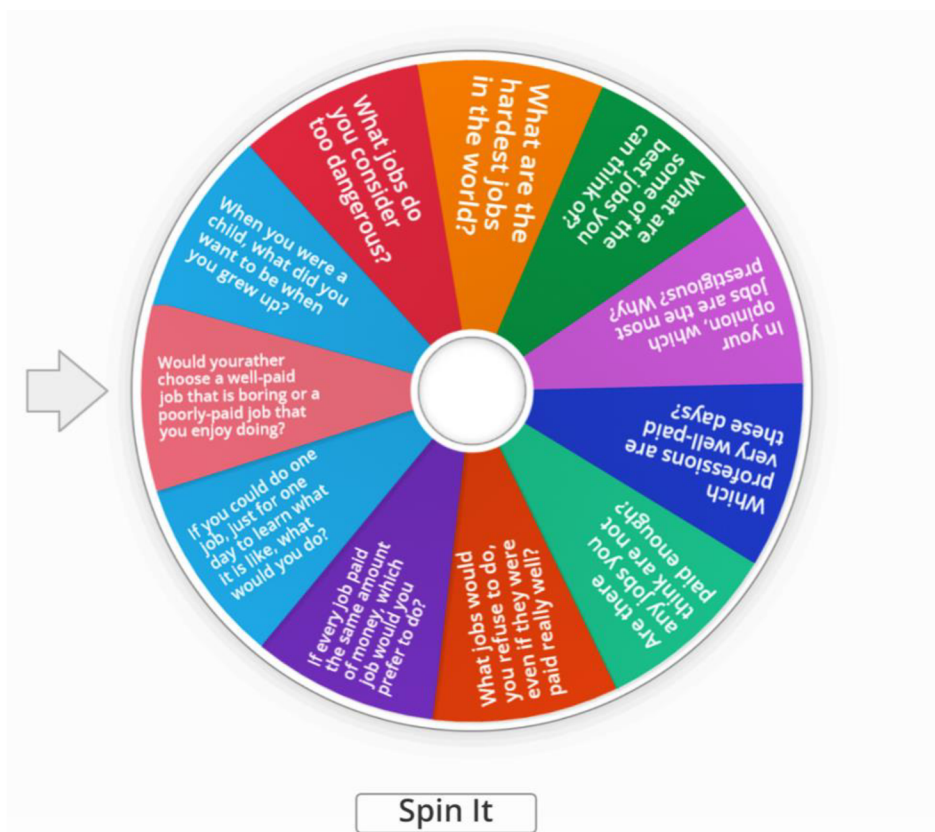 What are the
hardest jobs
in the world?
What are
some of the
best jobs you
can think of?
In your
opinion, which
jobs are the most
prestigious? Why?
Which
professions are
very well-paid
these days?
Are there
any jobs you
think are not
paid enough?
What jobs would
you refuse to do,
even if they were
paid really well?
If every job paid
the same amount
of money, which
job would you
prefer to do?
If you could do one
job, just for one
day to learn what
it is like, what
would you do?
Would yourather
choose a well-paid
job that is boring or a
poorly-paid job that
you enjoy doing?
When you were a
child, what did you
want to be when
you grew up?
What jobs do
you consider
too dangerous?
Spin It